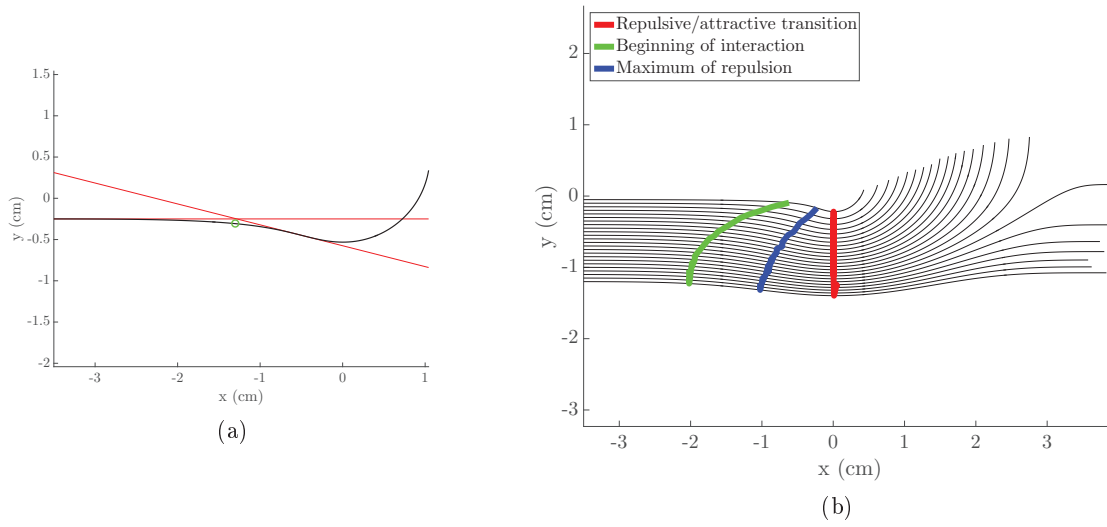 1.5
1
0.5
0
-0.5
-1
-1.5
-2
y (cm)
-3 -2 -1 0 1
x (cm)
(a)
Repulsive/attractive transition
Beginning of interaction
Maximum of repulsion
2
1
0
-1
-2
-3
y (cm)
-3 -2 -1 0 1 2 3
x (cm)
(b)